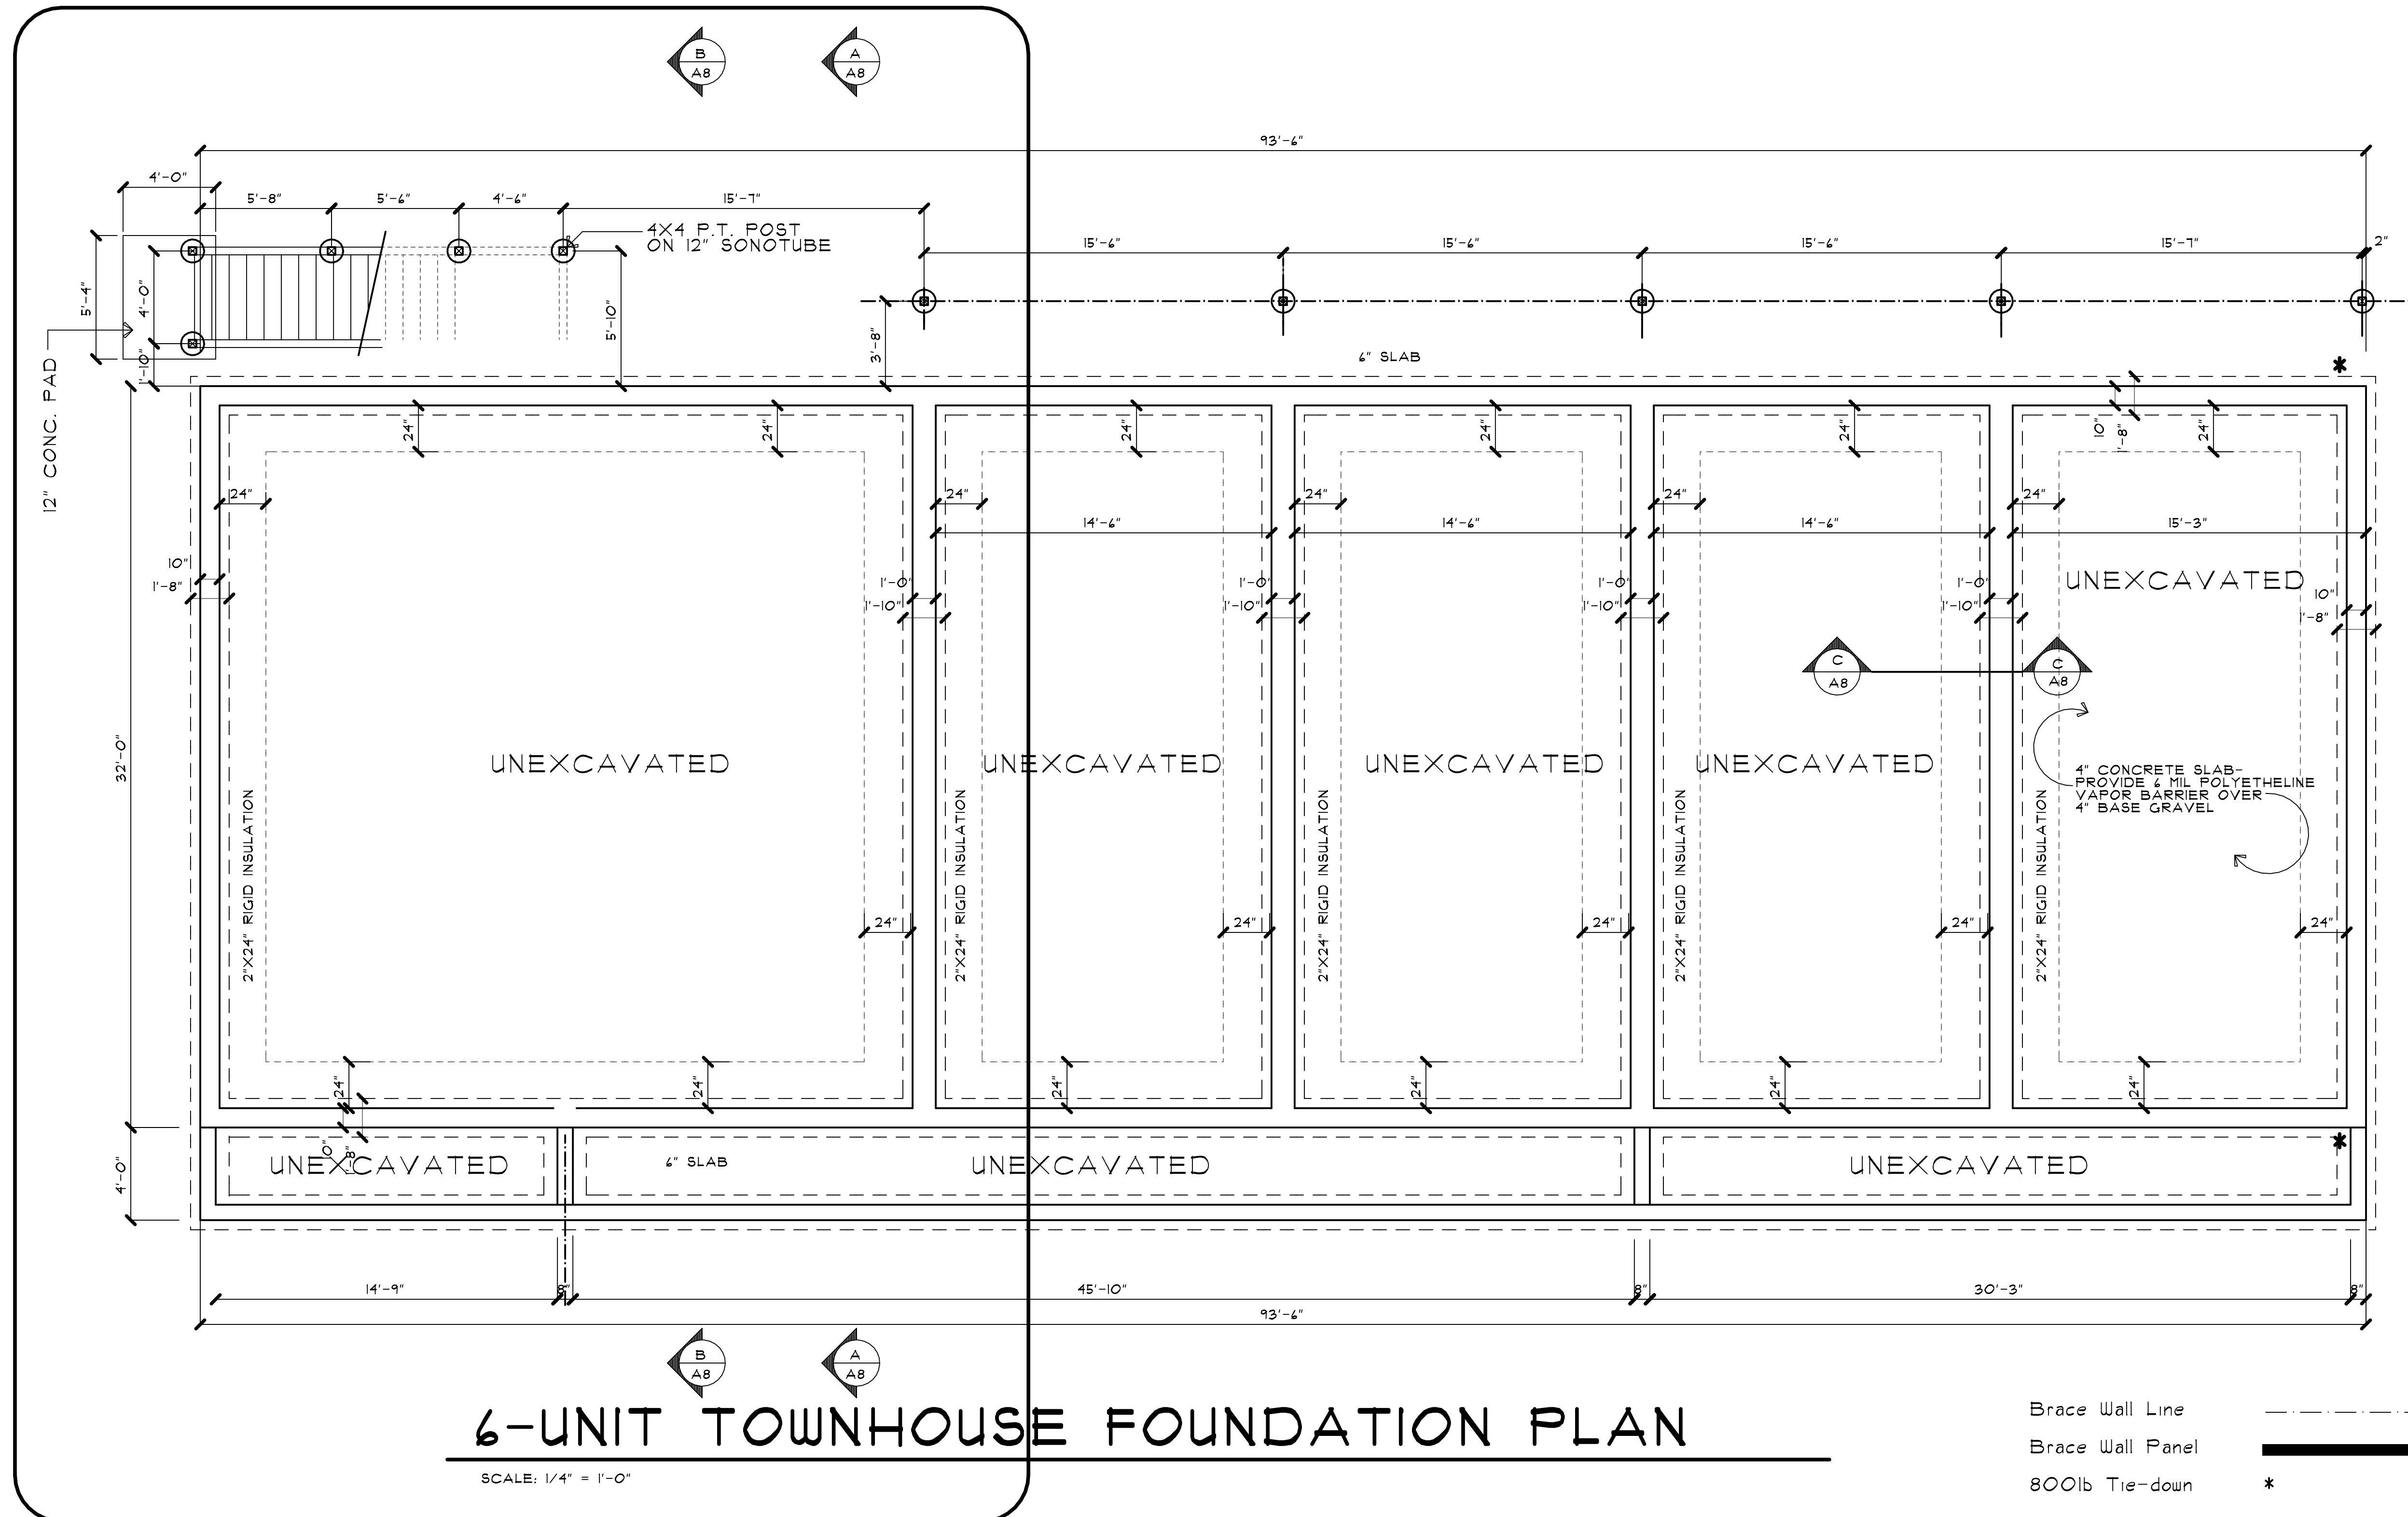 B
A8
A
A8
93'-6"
4'-0"
5'-8"
5'-6"
4'-6"
15'-7"
4X4 P.T. POST
ON 12" SONOTUBE
15'-6"
15'-6"
15'-6"
15'-7"
2"
5'-4"
4'-0"
1'-10"
5'-10"
3'-8"
12" CONC. PAD
6" SLAB
*
24"
24"
24"
24"
24"
10"
1'-8"
24"
24"
24"
24"
24"
24"
14'-6"
14'-6"
14'-6"
15'-3"
10"
1'-8"
1'-0"
1'-10"
1'-0"
1'-10"
1'-0"
1'-10"
1'-0"
1'-10"
UNEXCAVATED
10"
1'-8"
C
A8
C
A8
32'-0"
UNEXCAVATED
UNEXCAVATED
UNEXCAVATED
UNEXCAVATED
4" CONCRETE SLAB-
PROVIDE 6 MIL POLYETHELINE
VAPOR BARRIER OVER
4" BASE GRAVEL
2"X24" RIGID INSULATION
2"X24" RIGID INSULATION
2"X24" RIGID INSULATION
2"X24" RIGID INSULATION
2"X24" RIGID INSULATION
24"
24"
24"
24"
24"
24"
24"
24"
24"
24"
24"
10"
1'-8"
*
4'-0"
UNEXCAVATED
6" SLAB
UNEXCAVATED
UNEXCAVATED
14'-9"
8"
45'-10"
8"
30'-3"
8"
93'-6"
B
A8
A
A8
6-UNIT TOWNHOUSE FOUNDATION PLAN
SCALE: 1/4" = 1'-0"
Brace Wall Line
Brace Wall Panel
800lb Tie-down *